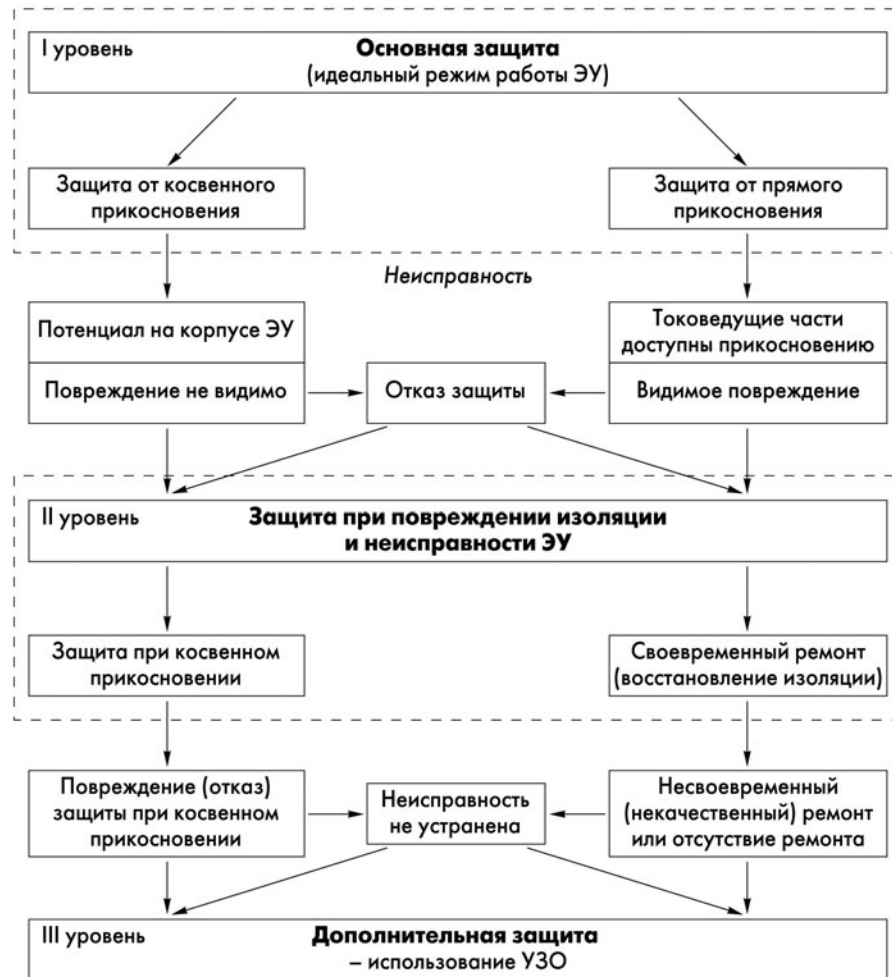 I уровень
Основная защита
(идеальный режим работы ЭУ)
Защита от косвенного
прикосновения
Защита от прямого
прикосновения
Неисправность
Потенциал на корпусе ЭУ
Токоведущие части
доступны прикосновению
Повреждение не видимо
Отказ защиты
Видимое повреждение
II уровень
Защита при повреждении изоляции
и неисправности ЭУ
Защита при косвенном
прикосновении
Своевременный ремонт
(восстановление изоляции)
Повреждение (отказ)
защиты при косвенном
прикосновении
Неисправность
не устранена
Несвоевременный
(некачественный) ремонт
или отсутствие ремонта
III уровень
Дополнительная защита
– использование УЗО